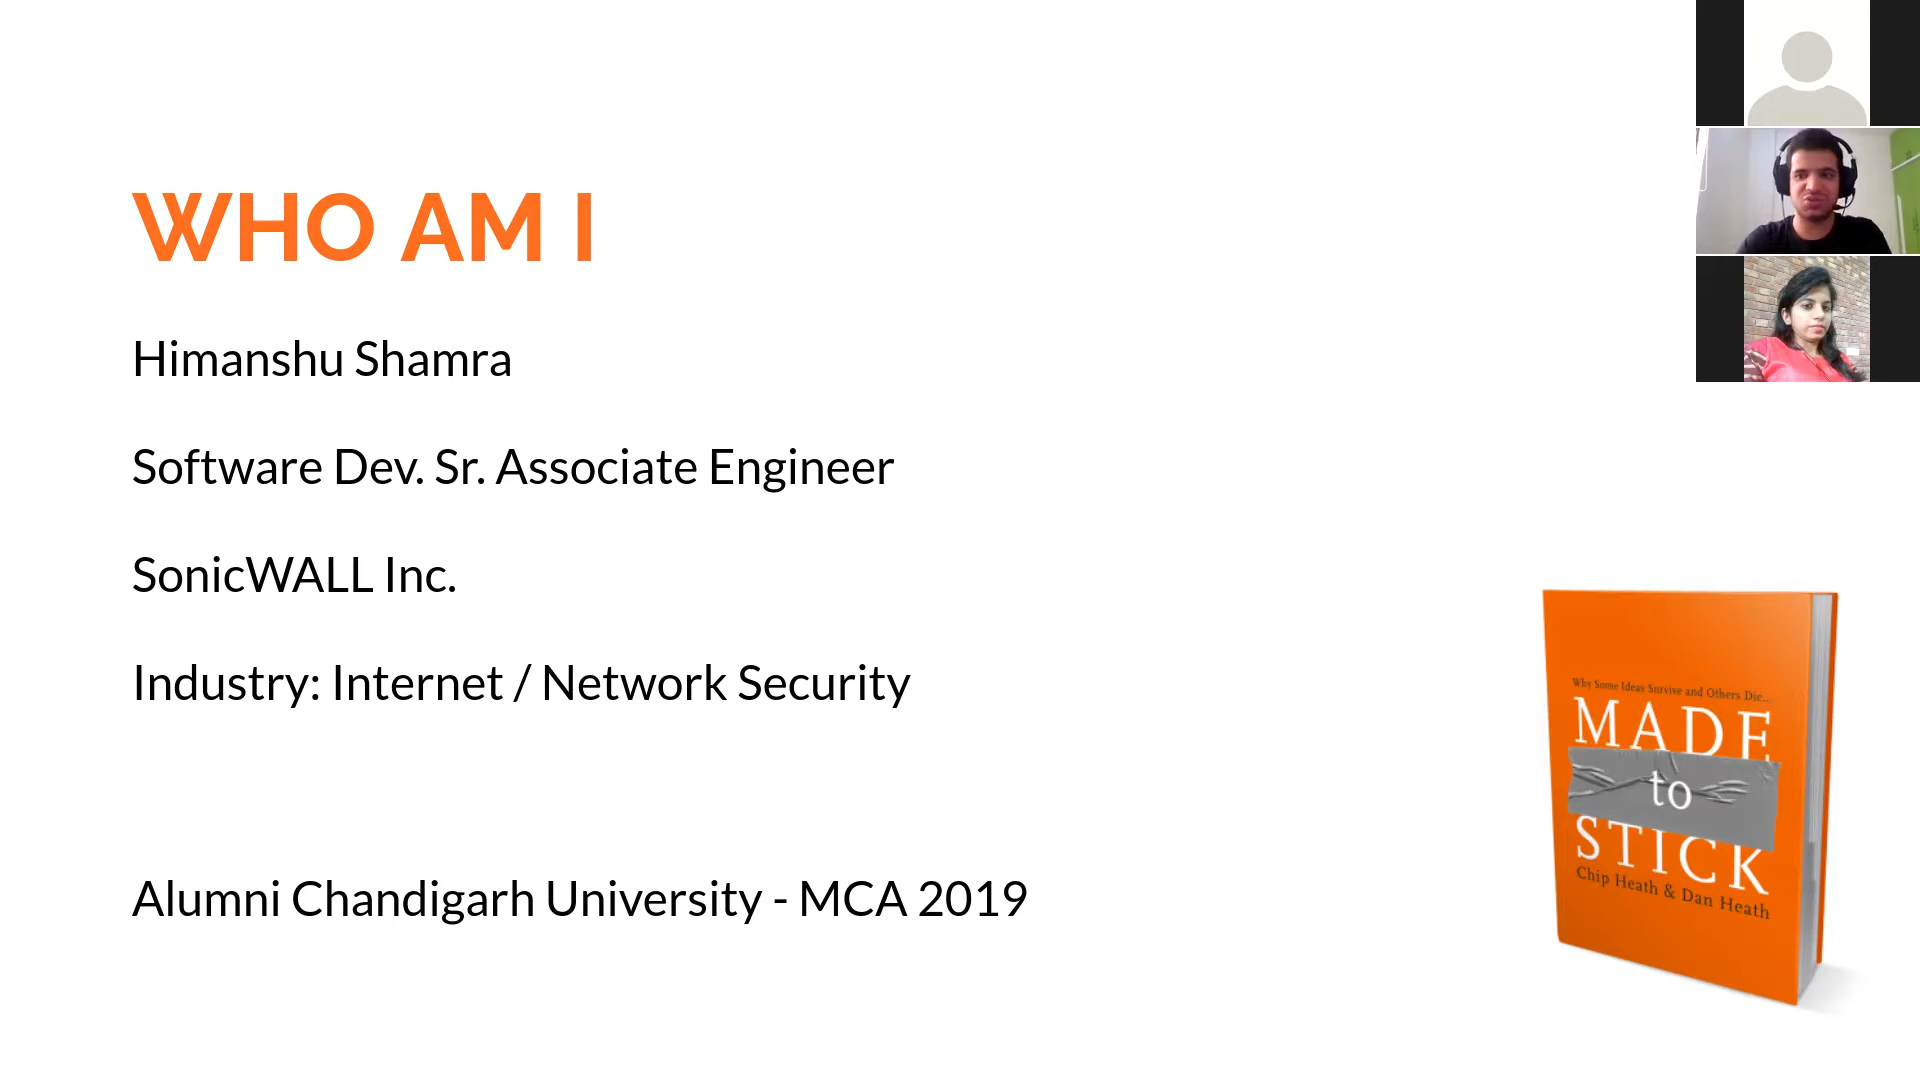 WHO AM I
Himanshu Shamra
Software Dev. Sr. Associate Engineer
SonicWALL Inc.
Industry: Internet / Network Security
Alumni Chandigarh University - MCA 2019
Why Some Ideas Survive and Others Die...
MADE
to
STICK
Chip Heath & Dan Heath